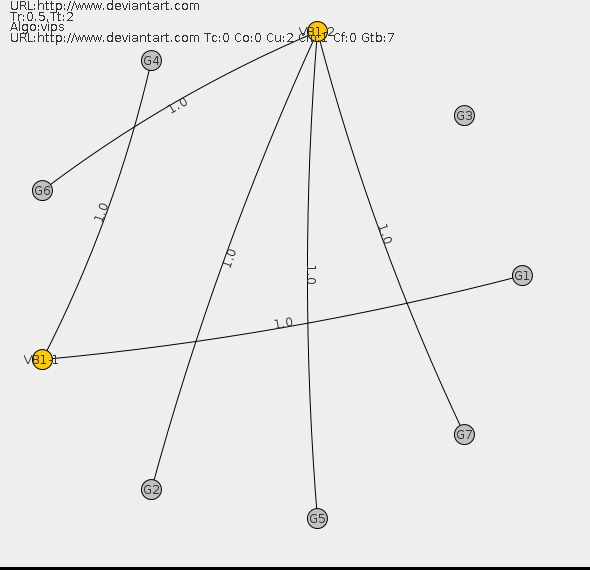 URL:http://www.deviantart.com
Tr:0.5,Tt:2
Algo:vips
URL:http://www.deviantart.com Tc:0 Co:0 Cu:2 Cf:0 Gtb:7
VB1-2
G4
1.0
G3
G6
1.0
1.0
1.0
1.0
G1
1.0
VB1-1
G7
G2
G5